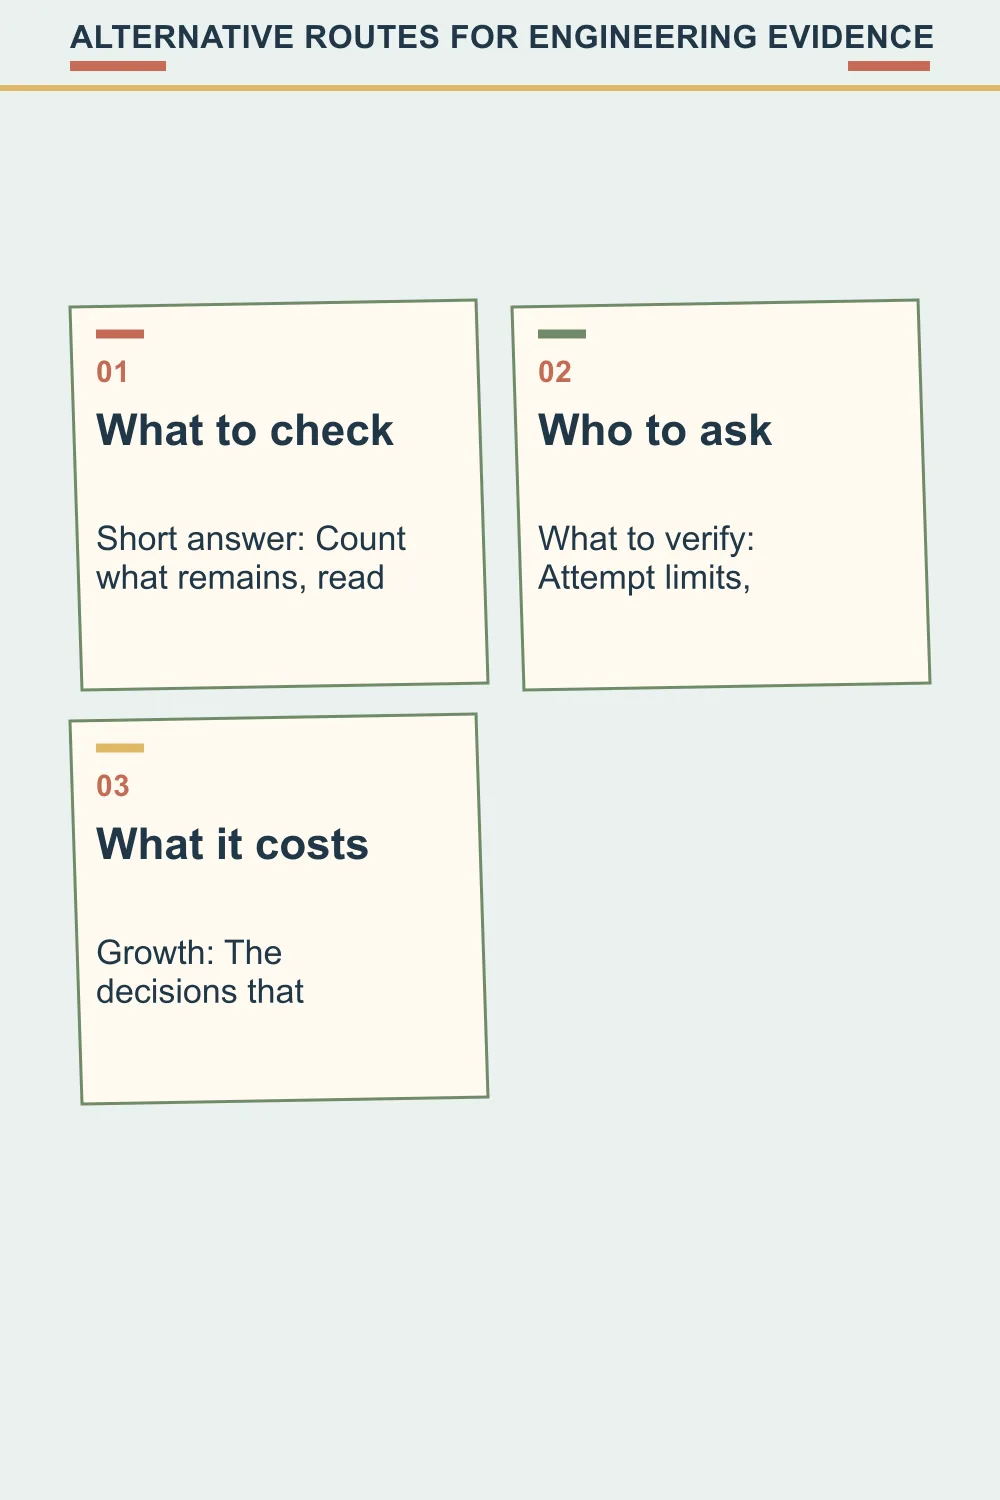 ALTERNATIVE ROUTES FOR ENGINEERING EVIDENCE
01
What to check
Short answer: Count
what remains, read
02
Who to ask
What to verify:
Attempt limits,
03
What it costs
Growth: The
decisions that